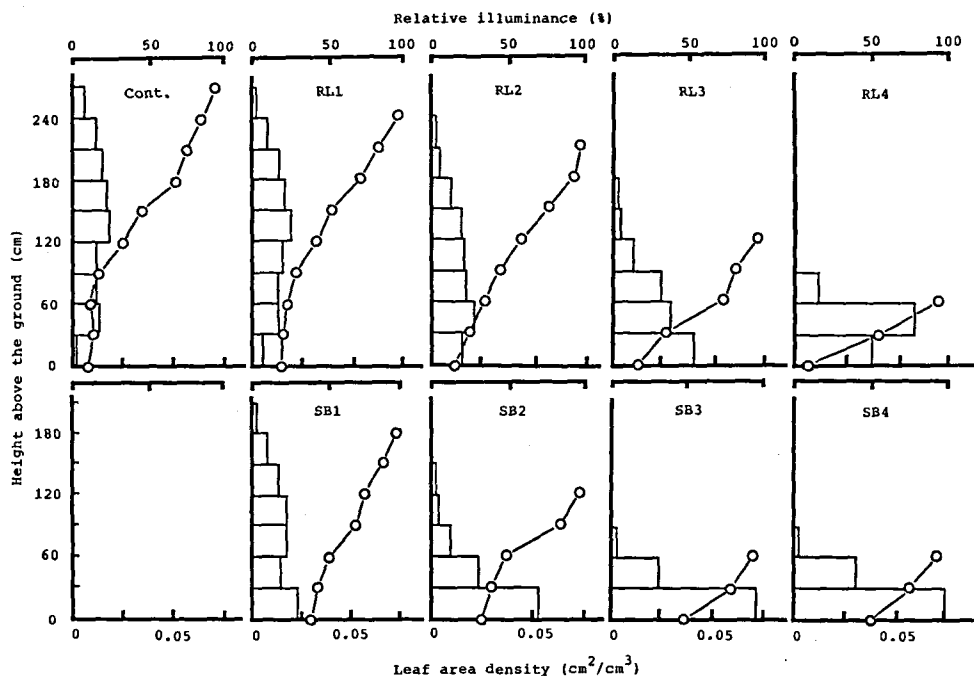 Relative illuminance (%)
0 50 100 0 50 100 0 50 100 0 50 100 0 50 100
Cont. RL1 RL2 RL3 RL4
240
180
120
60
0
SB1 SB2 SB3 SB4
180
120
60
0
0 0.05 0 0.05 0 0.05 0 0.05 0 0.05
Height above the ground (cm)
Leaf area density (cm²/cm³)